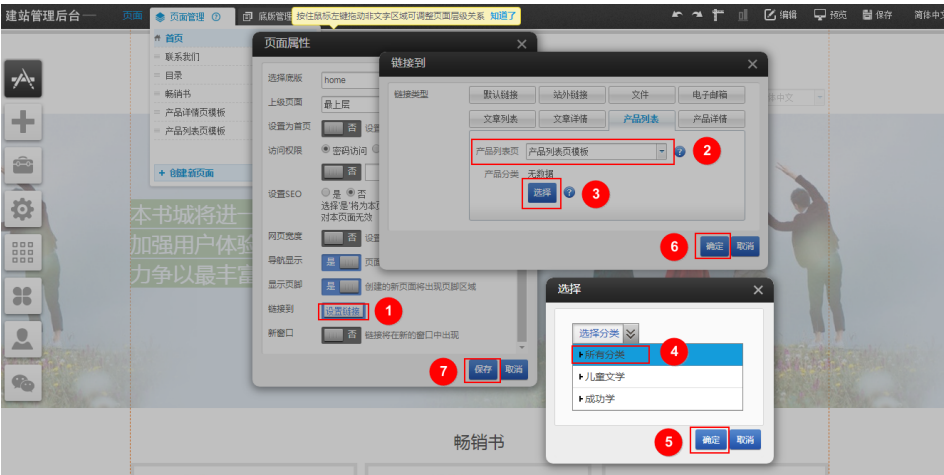 建站管理后台 页面 页面管理 底版管理 按住鼠标左键拖动非文字区域可调整页面层级关系 知道了 编辑 预览 保存 简体中文
首页
联系我们
目录
畅销书
产品详情页模板
产品列表页模板
+ 创建新页面
本书城将进一
加强用户体验
力争以最丰富
页面属性
选择底版 home
上级页面 最上层
设置为首页 否
访问权限 密码访问
否
设置SEO 是 否
选择'是'将为本页
对本页面无效
网页宽度 否
导航显示 是
显示页脚 是 创建的新页面将出现页脚区域
链接到 设置链接 1
新窗口 否 链接将在新的窗口中出现
7 保存 取消
链接到
链接类型 默认链接 站外链接 文件 电子邮箱
文章列表 文章详情 产品列表 产品详情
产品列表页 产品列表页模板 2
产品分类 无数据
选择 3
6 确定 取消
选择
选择分类
所有分类 4
儿童文学
成功学
5 确定 取消
畅销书